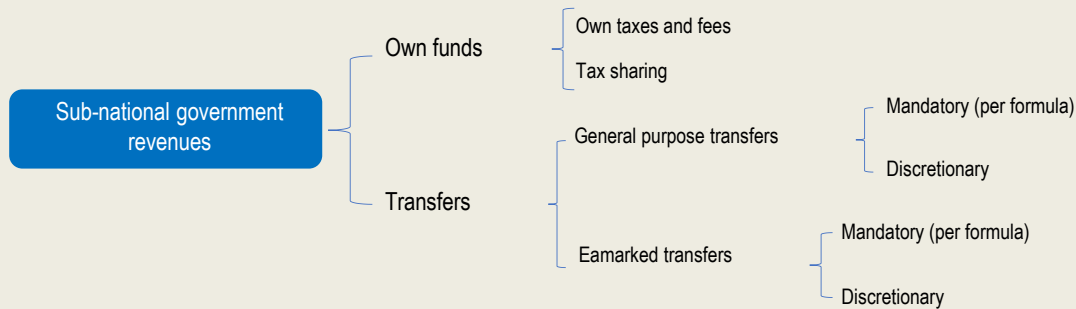 Sub-national government
revenues
Own funds
Own taxes and fees
Tax sharing
Transfers
General purpose transfers
Mandatory (per formula)
Discretionary
Eamarked transfers
Mandatory (per formula)
Discretionary